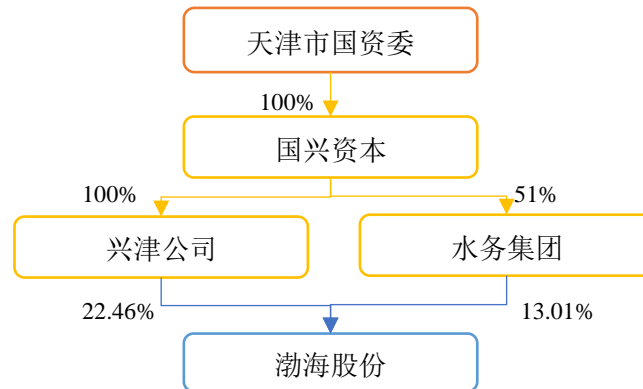 天津市国资委
100%
国兴资本
100%
51%
兴津公司
水务集团
22.46%
13.01%
渤海股份